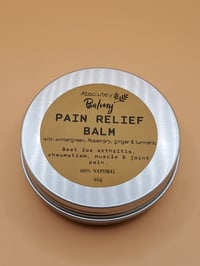 Absolutely
Balmy
PAIN RELIEF
BALM
with wintergreen, Rosemary, ginger & turmeric
Best for arthritis,
rheumatism, muscle & joint
pain.
100% NATURAL
60g